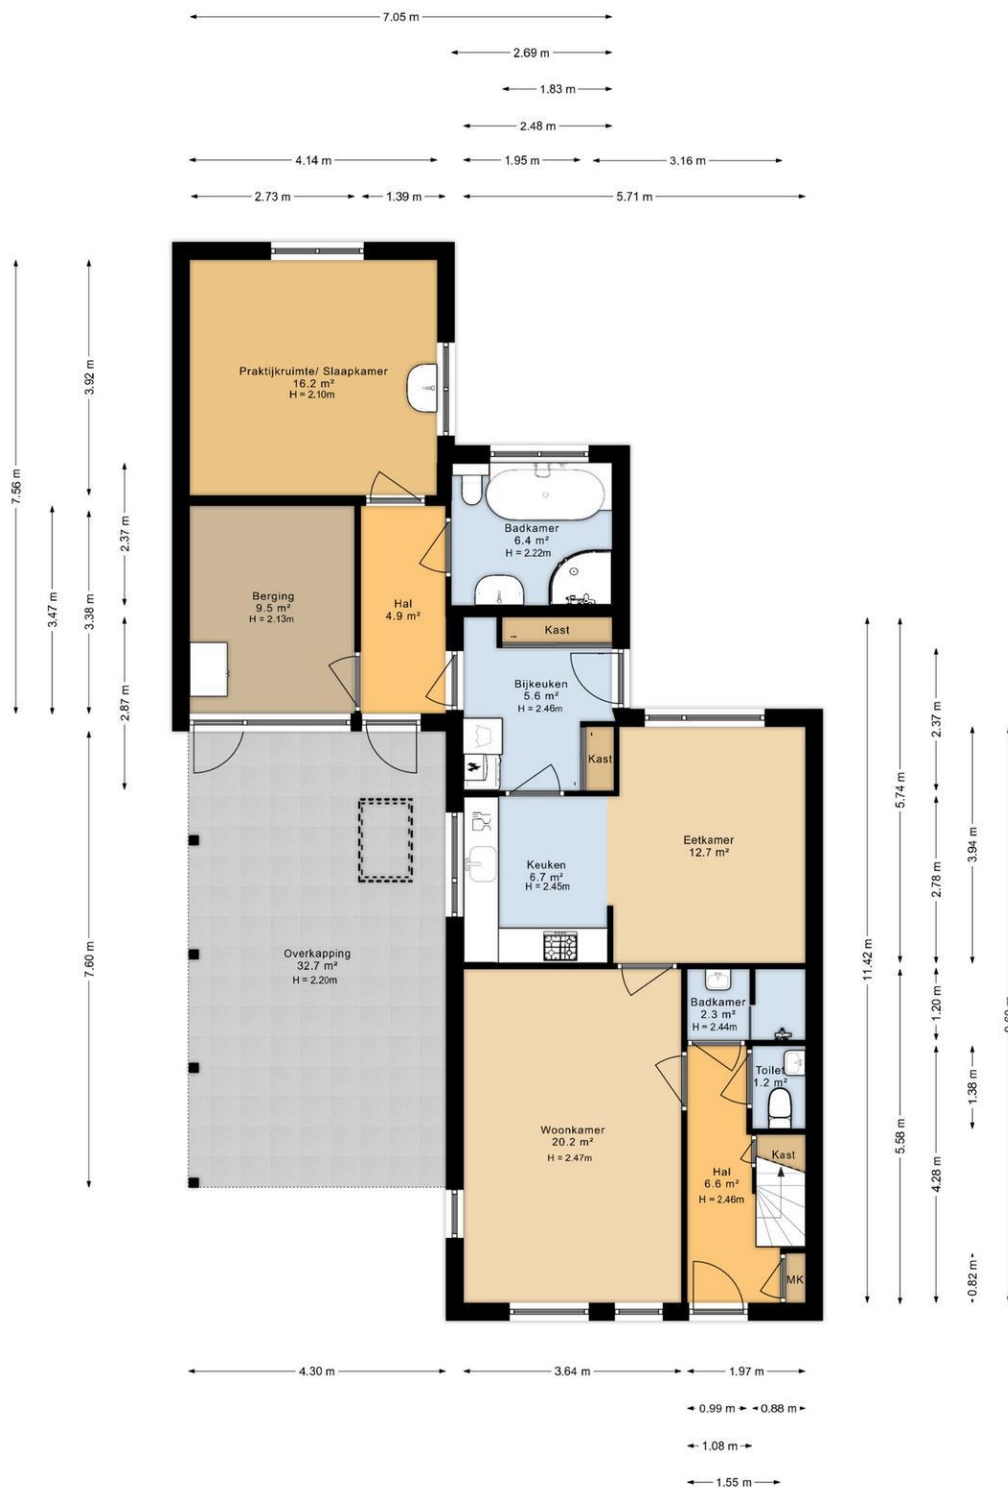 7.05 m
2.69 m
1.83 m
2.48 m
4.14 m
1.95 m
3.16 m
2.73 m
1.39 m
5.71 m
7.56 m
3.92 m
3.47 m
3.38 m
2.37 m
2.87 m
7.60 m
Praktijkruimte/ Slaapkamer
16.2 m²
H = 2.10m
Badkamer
6.4 m²
H = 2.22m
Berging
9.5 m²
H = 2.13m
Hal
4.9 m²
Kast
Bijkeuken
5.6 m²
H = 2.46m
Kast
Keuken
6.7 m²
H = 2.45m
Eetkamer
12.7 m²
Overkapping
32.7 m²
H = 2.20m
Badkamer
2.3 m²
H = 2.44m
Toilet
1.2 m²
Woonkamer
20.2 m²
H = 2.47m
Kast
Hal
6.6 m²
H = 2.46m
MK
11.42 m
5.74 m
5.58 m
2.37 m
2.78 m
1.20 m
4.28 m
3.94 m
1.38 m
0.82 m
4.30 m
3.64 m
1.97 m
0.99 m
0.88 m
1.08 m
1.55 m